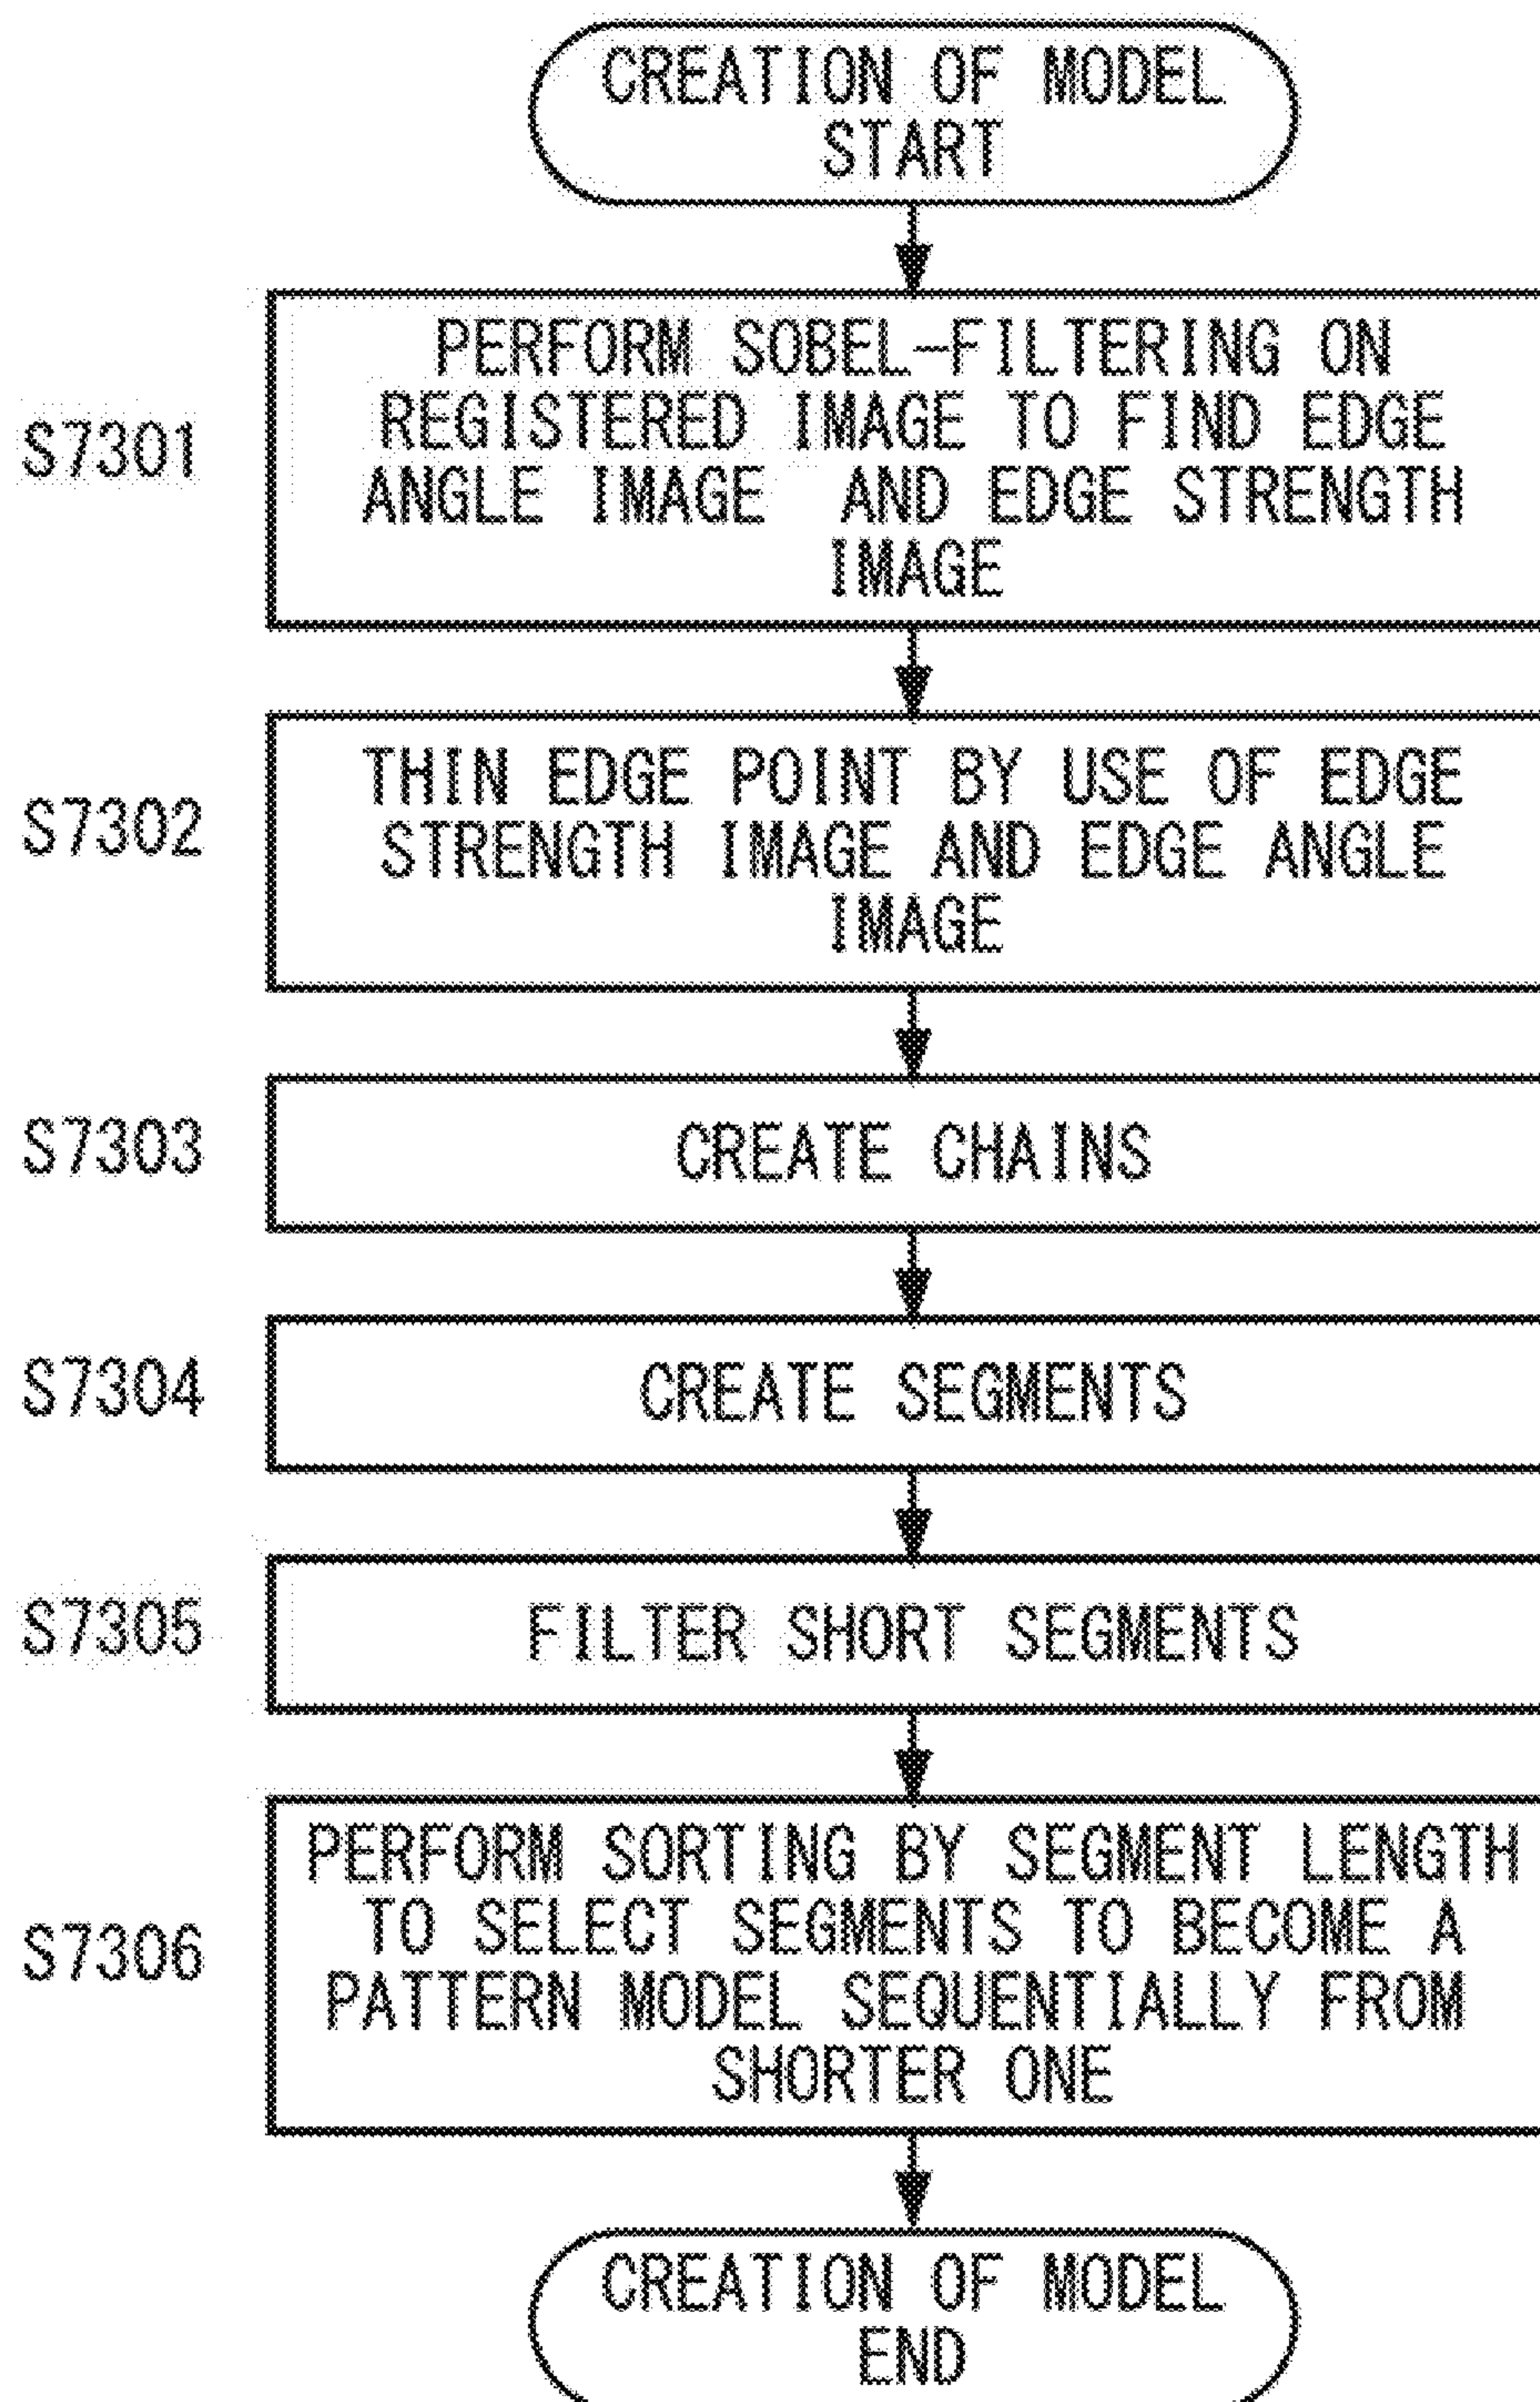 CREATION OF MODEL
START
S7301
PERFORM SOBEL-FILTERING ON
REGISTERED IMAGE TO FIND EDGE
ANGLE IMAGE AND EDGE STRENGTH
IMAGE
S7302
THIN EDGE POINT BY USE OF EDGE
STRENGTH IMAGE AND EDGE ANGLE
IMAGE
S7303
CREATE CHAINS
S7304
CREATE SEGMENTS
S7305
FILTER SHORT SEGMENTS
S7306
PERFORM SORTING BY SEGMENT LENGTH
TO SELECT SEGMENTS TO BECOME A
PATTERN MODEL SEQUENTIALLY FROM
SHORTER ONE
CREATION OF MODEL
END